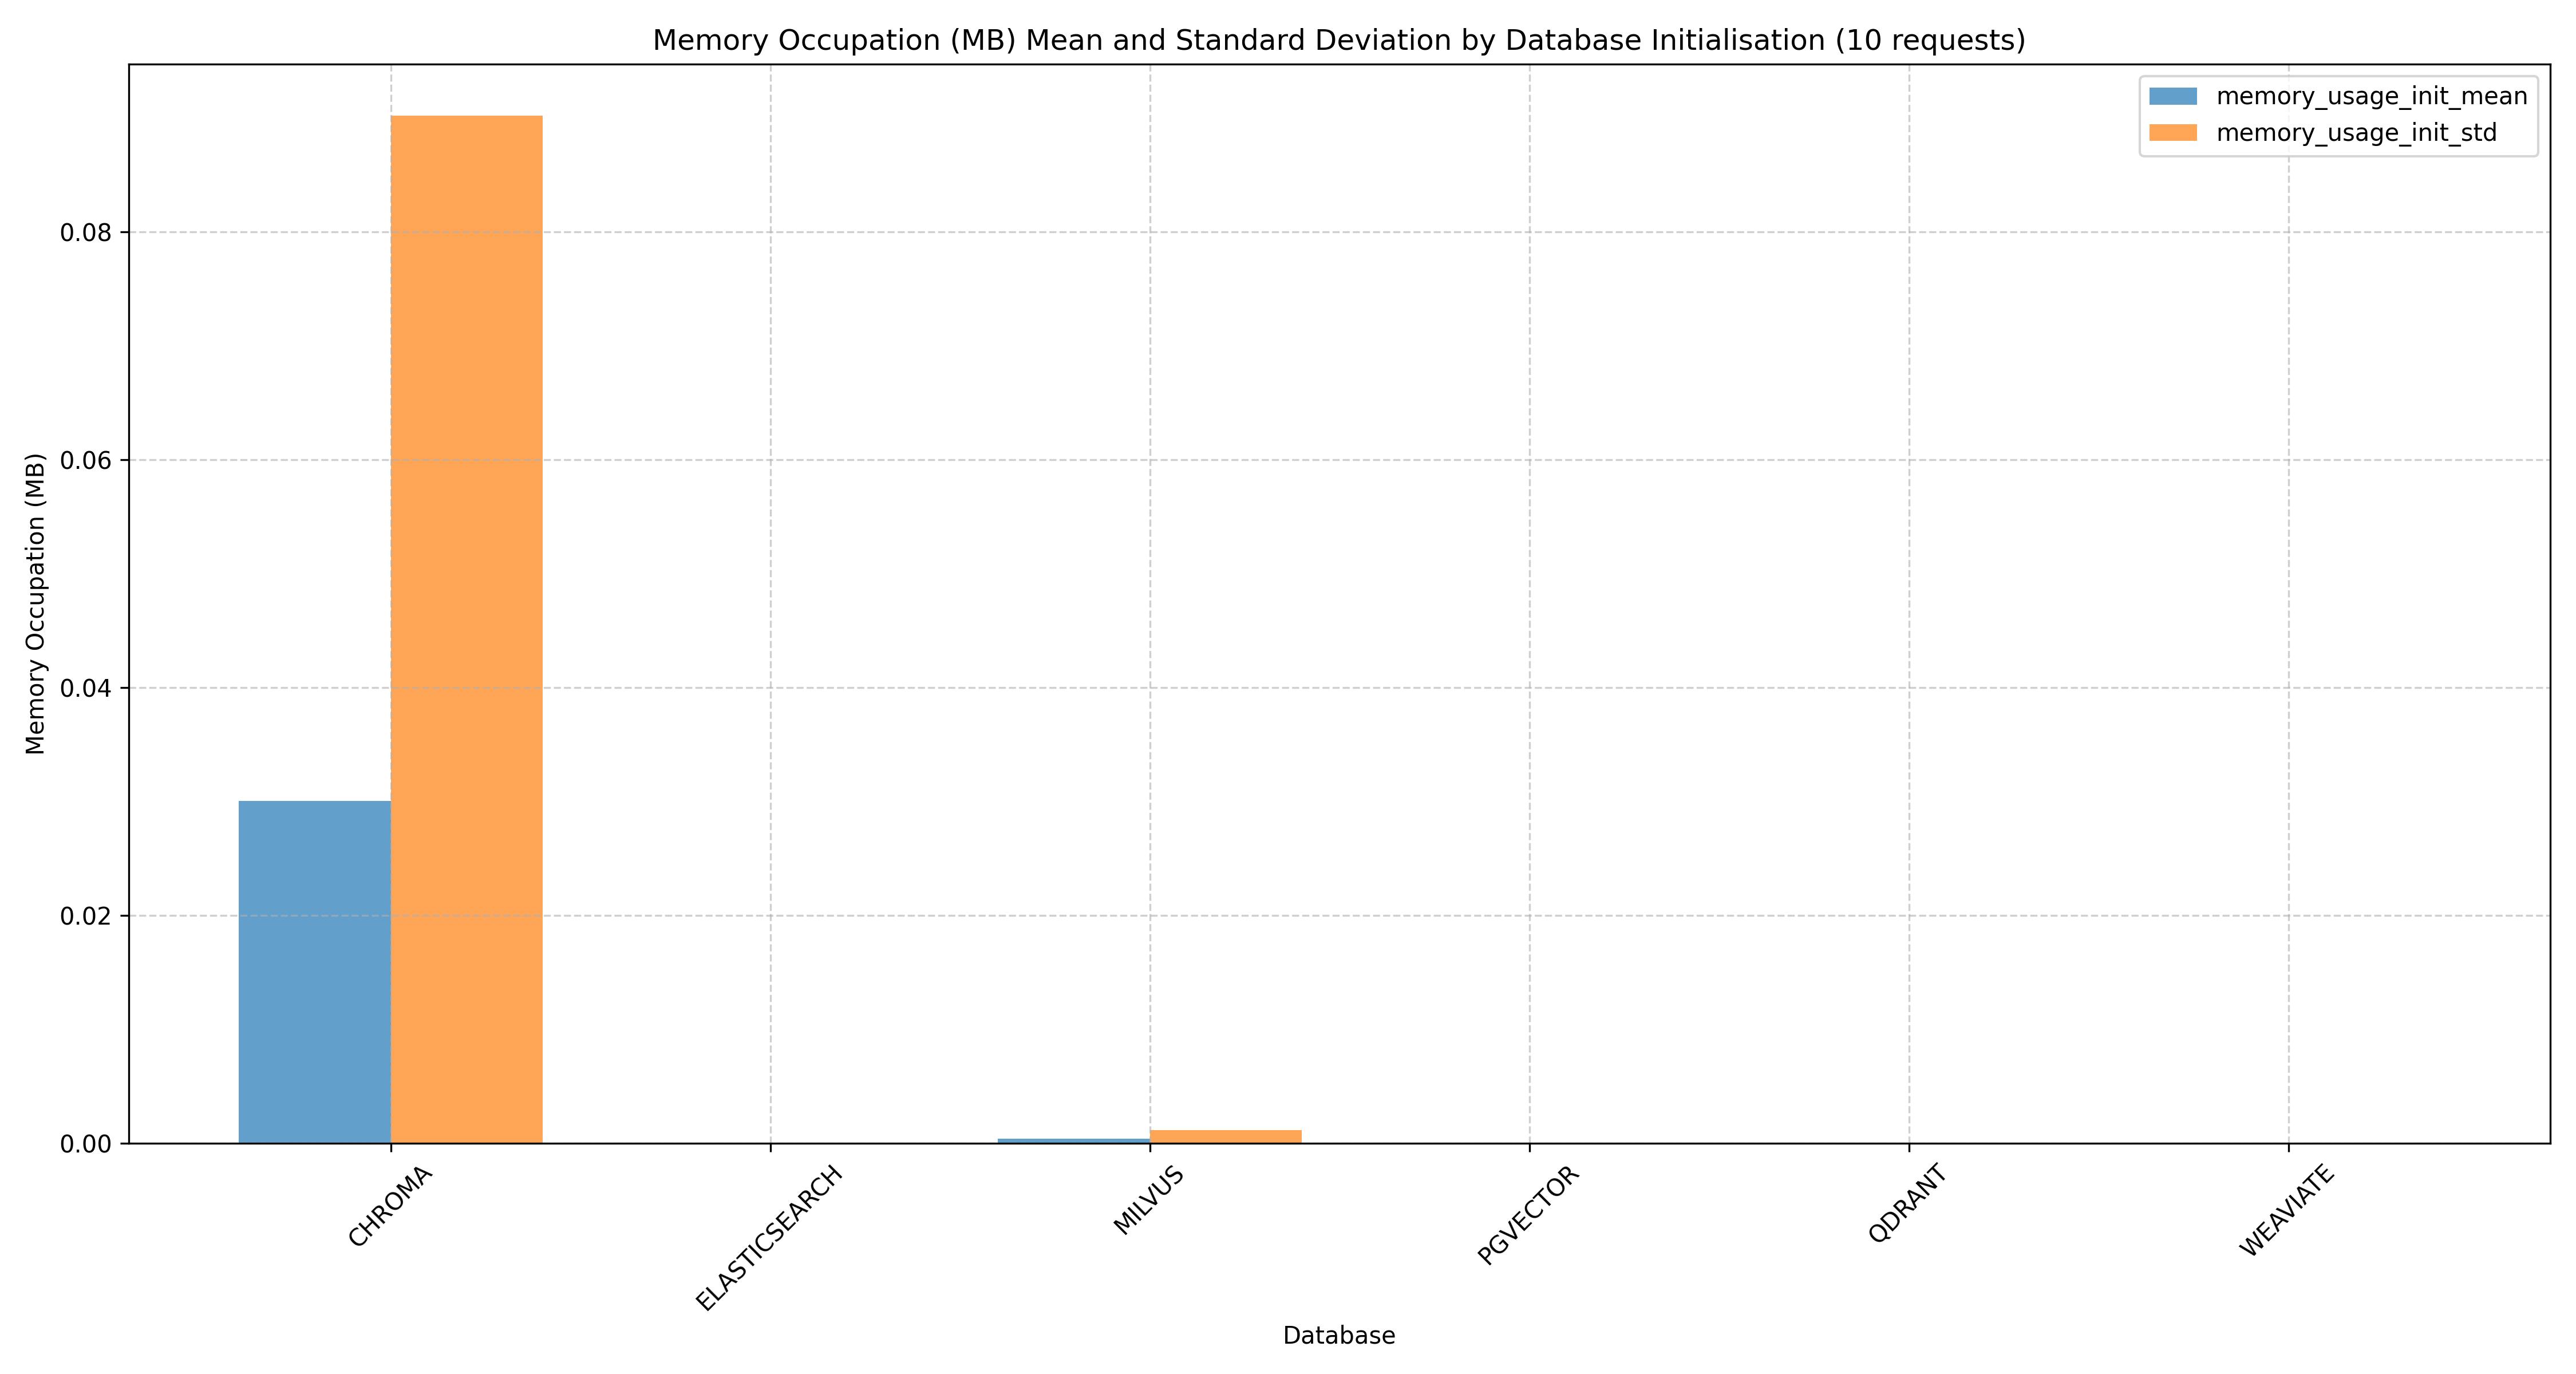 Memory Occupation (MB) Mean and Standard Deviation by Database Initialisation (10 requests)
memory_usage_init_mean
memory_usage_init_std
Memory Occupation (MB)
0.08
0.06
0.04
0.02
0.00
CHROMA
ELASTICSEARCH
MILVUS
PGVECTOR
QDRANT
WEAVIATE
Database